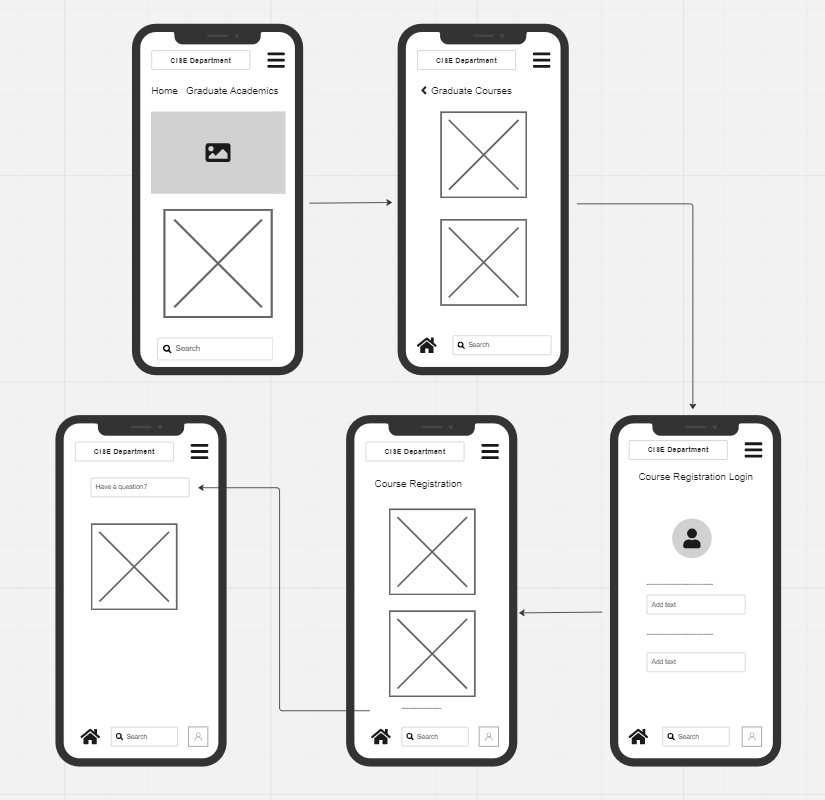 CISE Department
Home Graduate Academics
Search
CISE Department
Graduate Courses
Search
CISE Department
Have a question?
Search
CISE Department
Course Registration
Search
CISE Department
Course Registration Login
Add text
Add text
Search